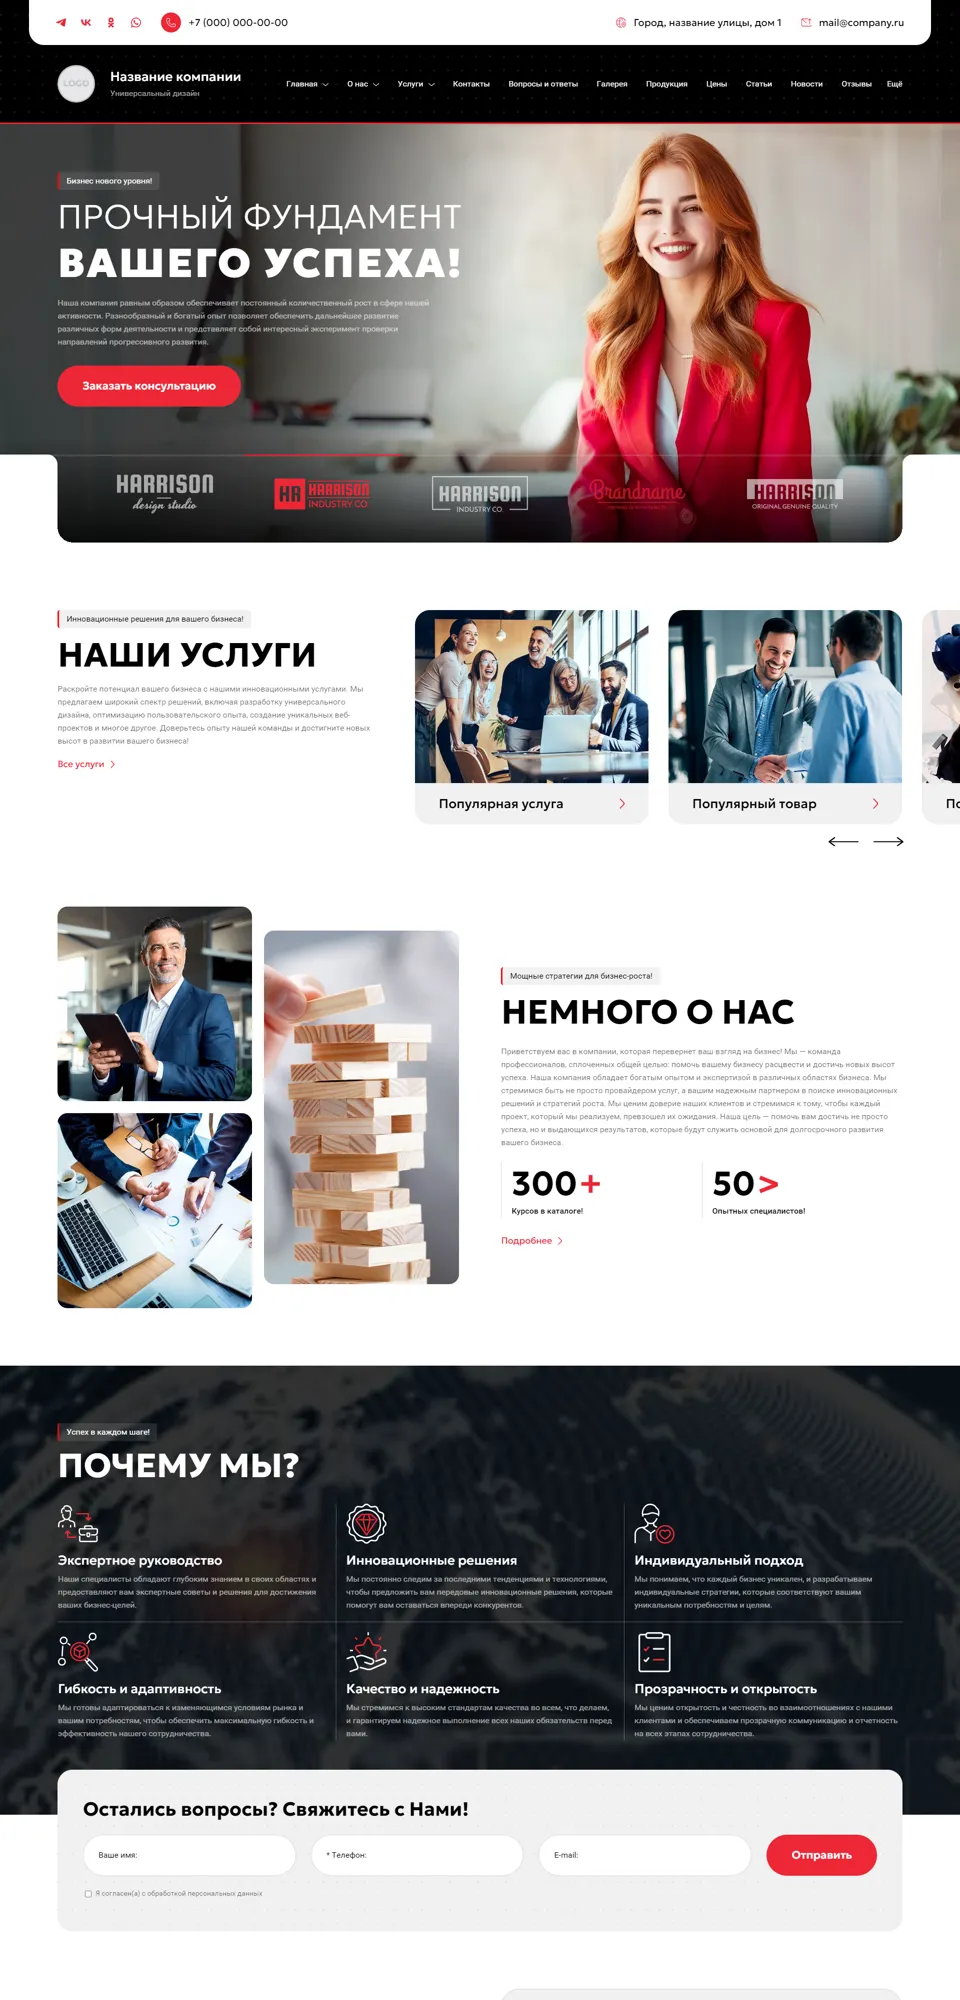 +7 (000) 000-00-00
Город, название улицы, дом 1
mail@company.ru
LOGO
Название компании
Универсальный дизайн
Главная
О нас
Услуги
Контакты
Вопросы и ответы
Галерея
Продукция
Цены
Статьи
Новости
Отзывы
Ещё
Бизнес нового уровня!
ПРОЧНЫЙ ФУНДАМЕНТ
ВАШЕГО УСПЕХА!
Наша компания равным образом обеспечивает постоянный количественный рост в сфере нашей
активности. Разнообразный и богатый опыт позволяет обеспечить дальнейшее развитие
различных форм деятельности и представляет собой интересный эксперимент проверки
направлений прогрессивного развития.
Заказать консультацию
HARRISON
design studio
HR HARRISON
INDUSTRY CO
HARRISON
INDUSTRY CO.
Brandname
HARRISON
ORIGINAL GENUINE QUALITY
Инновационные решения для вашего бизнеса!
НАШИ УСЛУГИ
Раскройте потенциал вашего бизнеса с нашими инновационными услугами. Мы
предлагаем широкий спектр решений, включая разработку универсального
дизайна, оптимизацию пользовательского опыта, создание уникальных веб-
проектов и многое другое. Доверьтесь опыту нашей команды и достигните новых
высот в развитии вашего бизнеса!
Все услуги
Популярная услуга
Популярный товар
По
Мощные стратегии для бизнес-роста!
НЕМНОГО О НАС
Приветствуем вас в компании, которая перевернет ваш взгляд на бизнес! Мы — команда
профессионалов, сплоченных общей целью: помочь вашему бизнесу расцвести и достичь новых высот
успеха. Наша компания обладает богатым опытом и экспертизой в различных областях бизнеса. Мы
стремимся быть не просто провайдером услуг, а вашим надежным партнером в поиске инновационных
решений и стратегий роста. Мы ценим доверие наших клиентов и стремимся к тому, чтобы каждый
проект, который мы реализуем, превзошел их ожидания. Наша цель — помочь вам достичь не просто
успеха, но и выдающихся результатов, которые будут служить основой для долгосрочного развития
вашего бизнеса.
300+
Курсов в каталоге!
50>
Опытных специалистов!
Подробнее
Успех в каждом шаге!
ПОЧЕМУ МЫ?
Экспертное руководство
Наши специалисты обладают глубоким знанием в своих областях и
предоставляют вам экспертные советы и решения для достижения
ваших бизнес-целей.
Инновационные решения
Мы постоянно следим за последними тенденциями и технологиями,
чтобы предложить вам передовые инновационные решения, которые
помогут вам оставаться впереди конкурентов.
Индивидуальный подход
Мы понимаем, что каждый бизнес уникален, и разрабатываем
индивидуальные стратегии, которые соответствуют вашим
уникальным потребностям и целям.
Гибкость и адаптивность
Мы готовы адаптироваться к изменяющимся условиям рынка и
вашим потребностям, чтобы обеспечить максимальную гибкость и
эффективность нашего сотрудничества.
Качество и надежность
Мы стремимся к высоким стандартам качества во всем, что делаем,
и гарантируем надежное выполнение всех наших обязательств перед
вами.
Прозрачность и открытость
Мы ценим открытость и честность во взаимоотношениях с нашими
клиентами и обеспечиваем прозрачную коммуникацию и отчетность
на всех этапах сотрудничества.
Остались вопросы? Свяжитесь с Нами!
Ваше имя:
* Телефон:
E-mail:
Отправить
Я согласен(а) с обработкой персональных данных